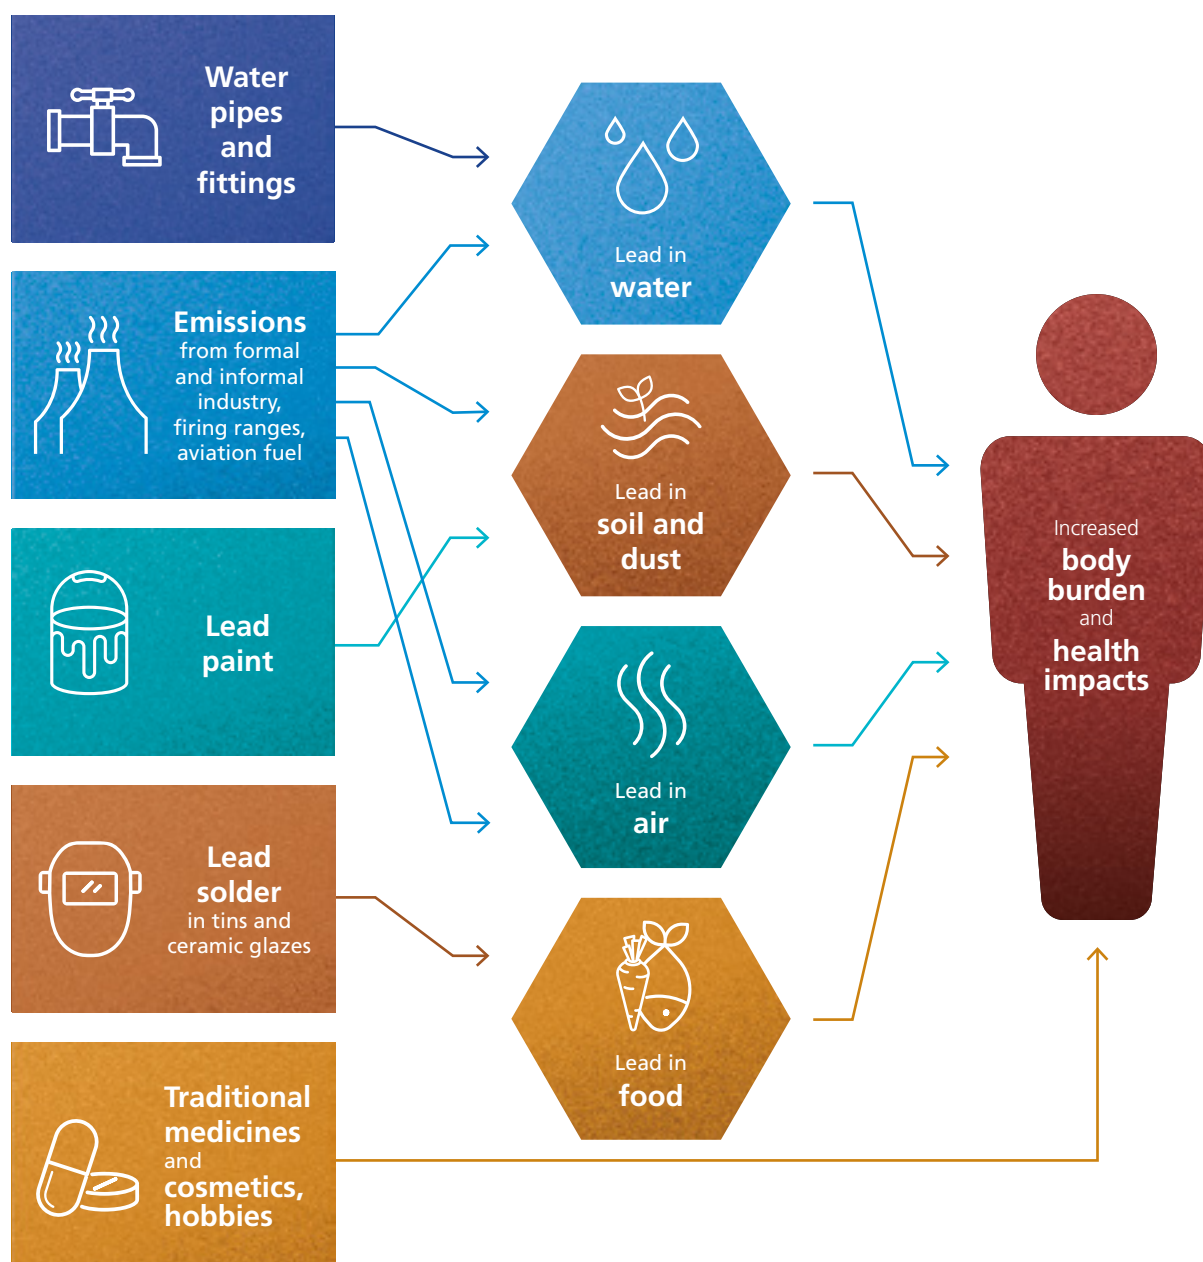 Water
pipes
and
fittings
Emissions
from formal
and informal
industry,
firing ranges,
aviation fuel
Lead
paint
Lead
solder
in tins and
ceramic glazes
Traditional
medicines
and
cosmetics,
hobbies
Lead in
water
Lead in
soil and
dust
Lead in
air
Lead in
food
Increased
body
burden
and
health
impacts